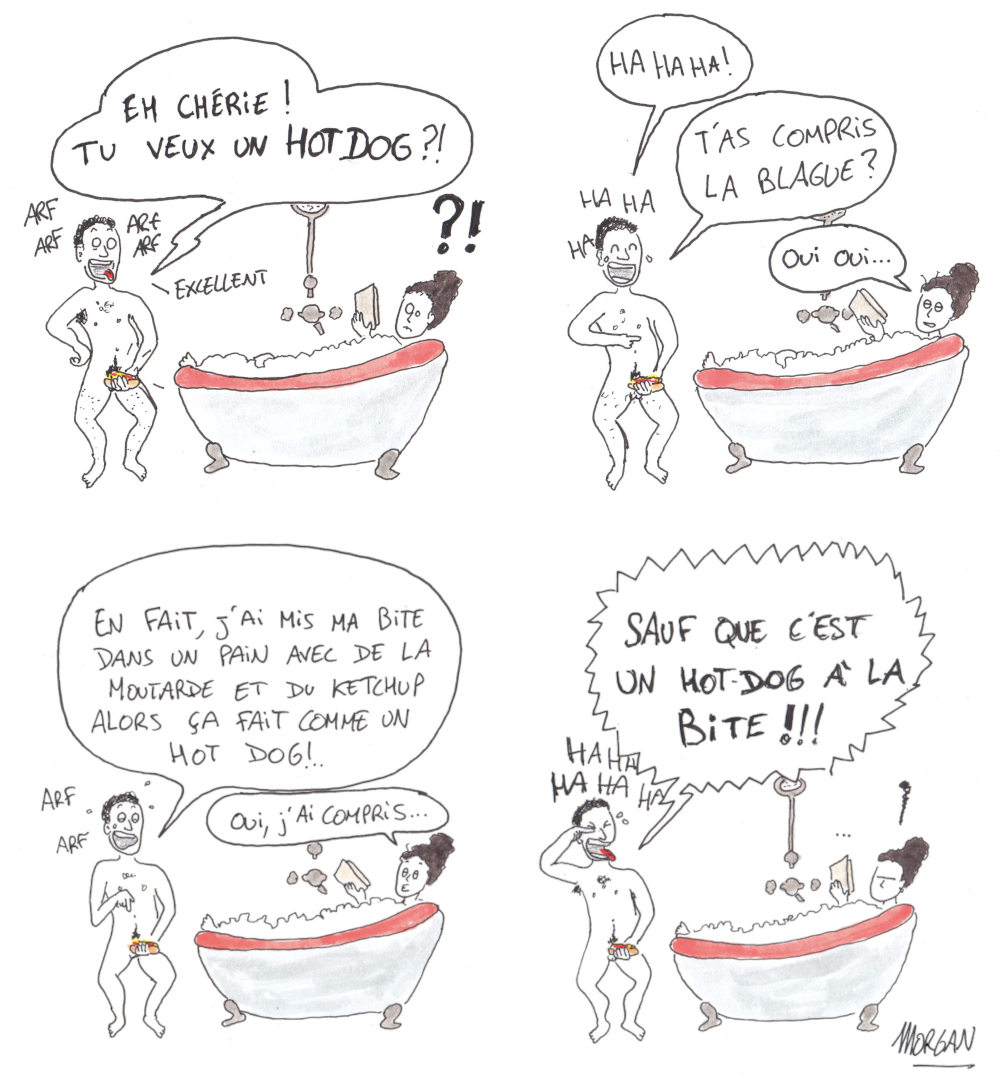 EH CHÉRIE !
TU VEUX UN HOT DOG ?!
ARF
ARF
ARF
ARF
EXCELLENT
?!
HA HA HA!
T'AS COMPRIS
LA BLAGUE ?
HA HA
HA
OUI OUI...
EN FAIT, J'AI MIS MA BITE
DANS UN PAIN AVEC DE LA
MOUTARDE ET DU KETCHUP
ALORS ÇA FAIT COMME UN
HOT DOG!..
ARF
ARF
OUI, J'AI COMPRIS...
SAUF QUE C'EST
UN HOT-DOG À LA
BITE !!!
HA HA
HA HA HA
...
MORGAN